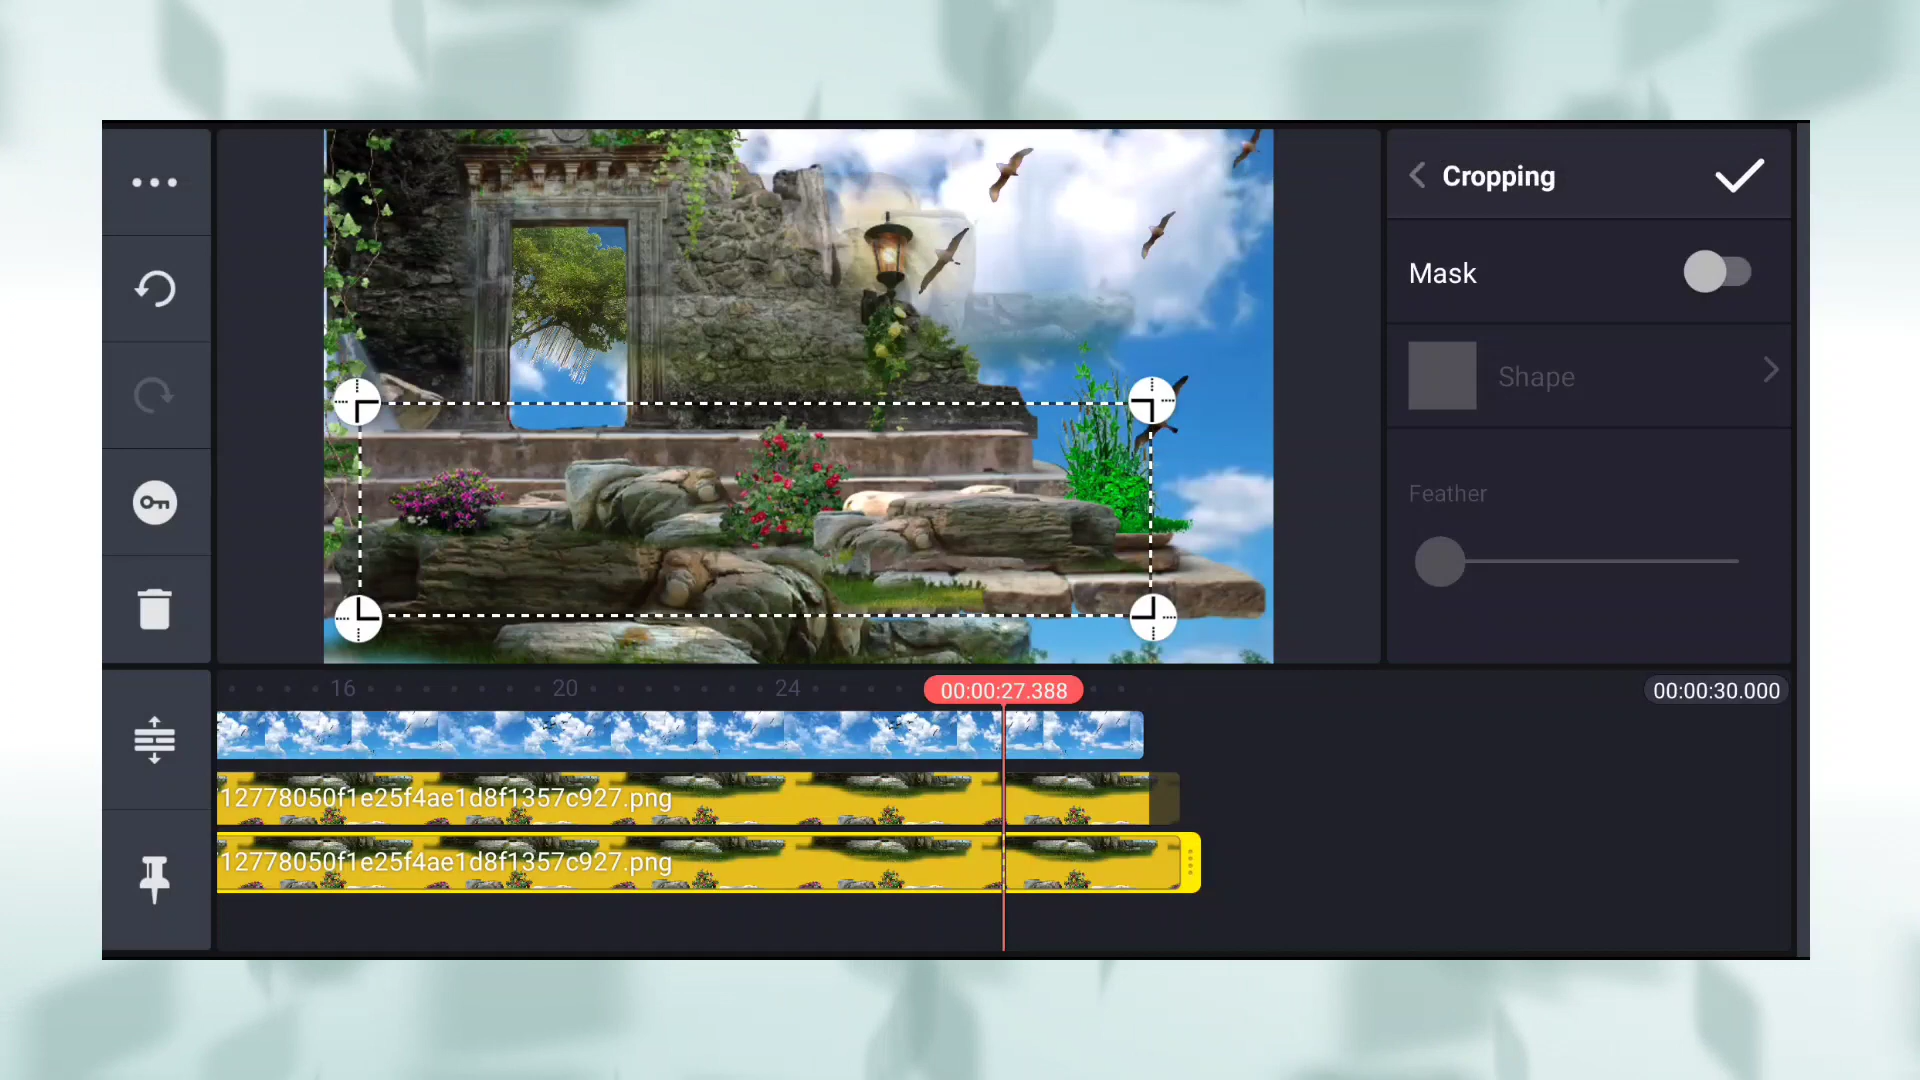 Cropping
Mask
Shape
Feather
16
20
24
00:00:27.388
00:00:30.000
12778050f1e25f4ae1d8f1357c927.png
12778050f1e25f4ae1d8f1357c927.png